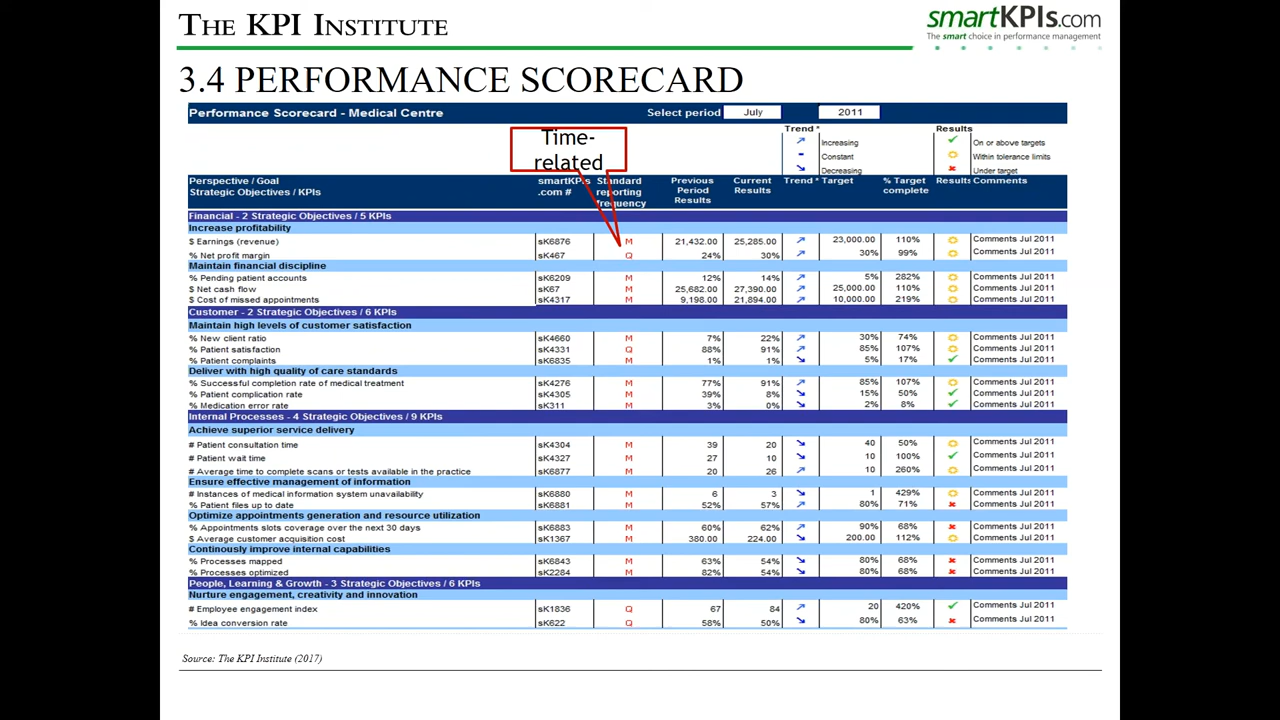 THE KPI INSTITUTE
smartKPIs.com
The smart choice in performance management
3.4 PERFORMANCE SCORECARD
Performance Scorecard - Medical Centre Select period July 2011
Trend * Results
Increasing On or above targets
Constant Within tolerance limits
Decreasing Under target
Time-
related
Perspective / Goal
Strategic Objectives / KPIs
smartKPIs
.com #
Standard
reporting
frequency
Previous
Period
Results
Current
Results
Trend * Target
% Target
complete
Results Comments
Financial - 2 Strategic Objectives / 5 KPIs
Increase profitability
$ Earnings (revenue) sK6876 M 21,432.00 25,285.00 23,000.00 110% Comments Jul 2011
% Net profit margin sK467 Q 24% 30% 30% 99% Comments Jul 2011
Maintain financial discipline
% Pending patient accounts sK6209 M 12% 14% 5% 282% Comments Jul 2011
$ Net cash flow sK67 M 25,682.00 27,390.00 25,000.00 110% Comments Jul 2011
$ Cost of missed appointments sK4317 M 9,198.00 21,894.00 10,000.00 219% Comments Jul 2011
Customer - 2 Strategic Objectives / 6 KPIs
Maintain high levels of customer satisfaction
% New client ratio sK4660 M 7% 22% 30% 74% Comments Jul 2011
% Patient satisfaction sK4331 Q 88% 91% 85% 107% Comments Jul 2011
% Patient complaints sK6835 M 1% 1% 5% 17% Comments Jul 2011
Deliver with high quality of care standards
% Successful completion rate of medical treatment sK4276 M 77% 91% 85% 107% Comments Jul 2011
% Patient complication rate sK4305 M 39% 8% 15% 50% Comments Jul 2011
% Medication error rate sK311 M 3% 0% 2% 8% Comments Jul 2011
Internal Processes - 4 Strategic Objectives / 9 KPIs
Achieve superior service delivery
# Patient consultation time sK4304 M 39 20 40 50% Comments Jul 2011
# Patient wait time sK4327 M 27 10 10 100% Comments Jul 2011
# Average time to complete scans or tests available in the practice sK6877 M 20 26 10 260% Comments Jul 2011
Ensure effective management of information
# Instances of medical information system unavailability sK6880 M 6 3 1 429% Comments Jul 2011
% Patient files up to date sK6881 M 52% 57% 80% 71% Comments Jul 2011
Optimize appointments generation and resource utilization
% Appointments slots coverage over the next 30 days sK6883 M 60% 62% 90% 68% Comments Jul 2011
$ Average customer acquisition cost sK1367 M 380.00 224.00 200.00 112% Comments Jul 2011
Continously improve internal capabilities
% Processes mapped sK6843 M 63% 54% 80% 68% Comments Jul 2011
% Processes optimized sK2284 M 82% 54% 80% 68% Comments Jul 2011
People, Learning & Growth - 3 Strategic Objectives / 6 KPIs
Nurture engagement, creativity and innovation
# Employee engagement index sK1836 Q 67 84 20 420% Comments Jul 2011
% Idea conversion rate sK622 Q 58% 50% 80% 63% Comments Jul 2011
Source: The KPI Institute (2017)